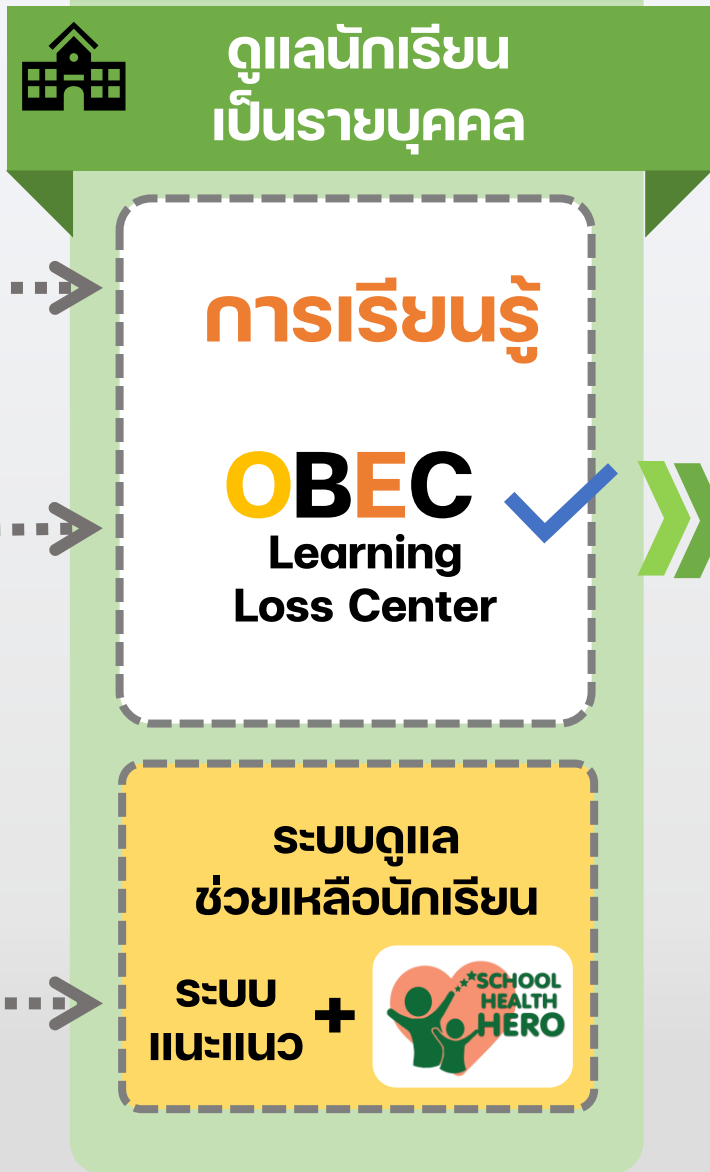 ดูแลนักเรียน
เป็นรายบุคคล
การเรียนรู้
OBEC
Learning
Loss Center
ระบบดูแล
ช่วยเหลือนักเรียน
ระบบ
แนะแนว
+
SCHOOL
HEALTH
HERO